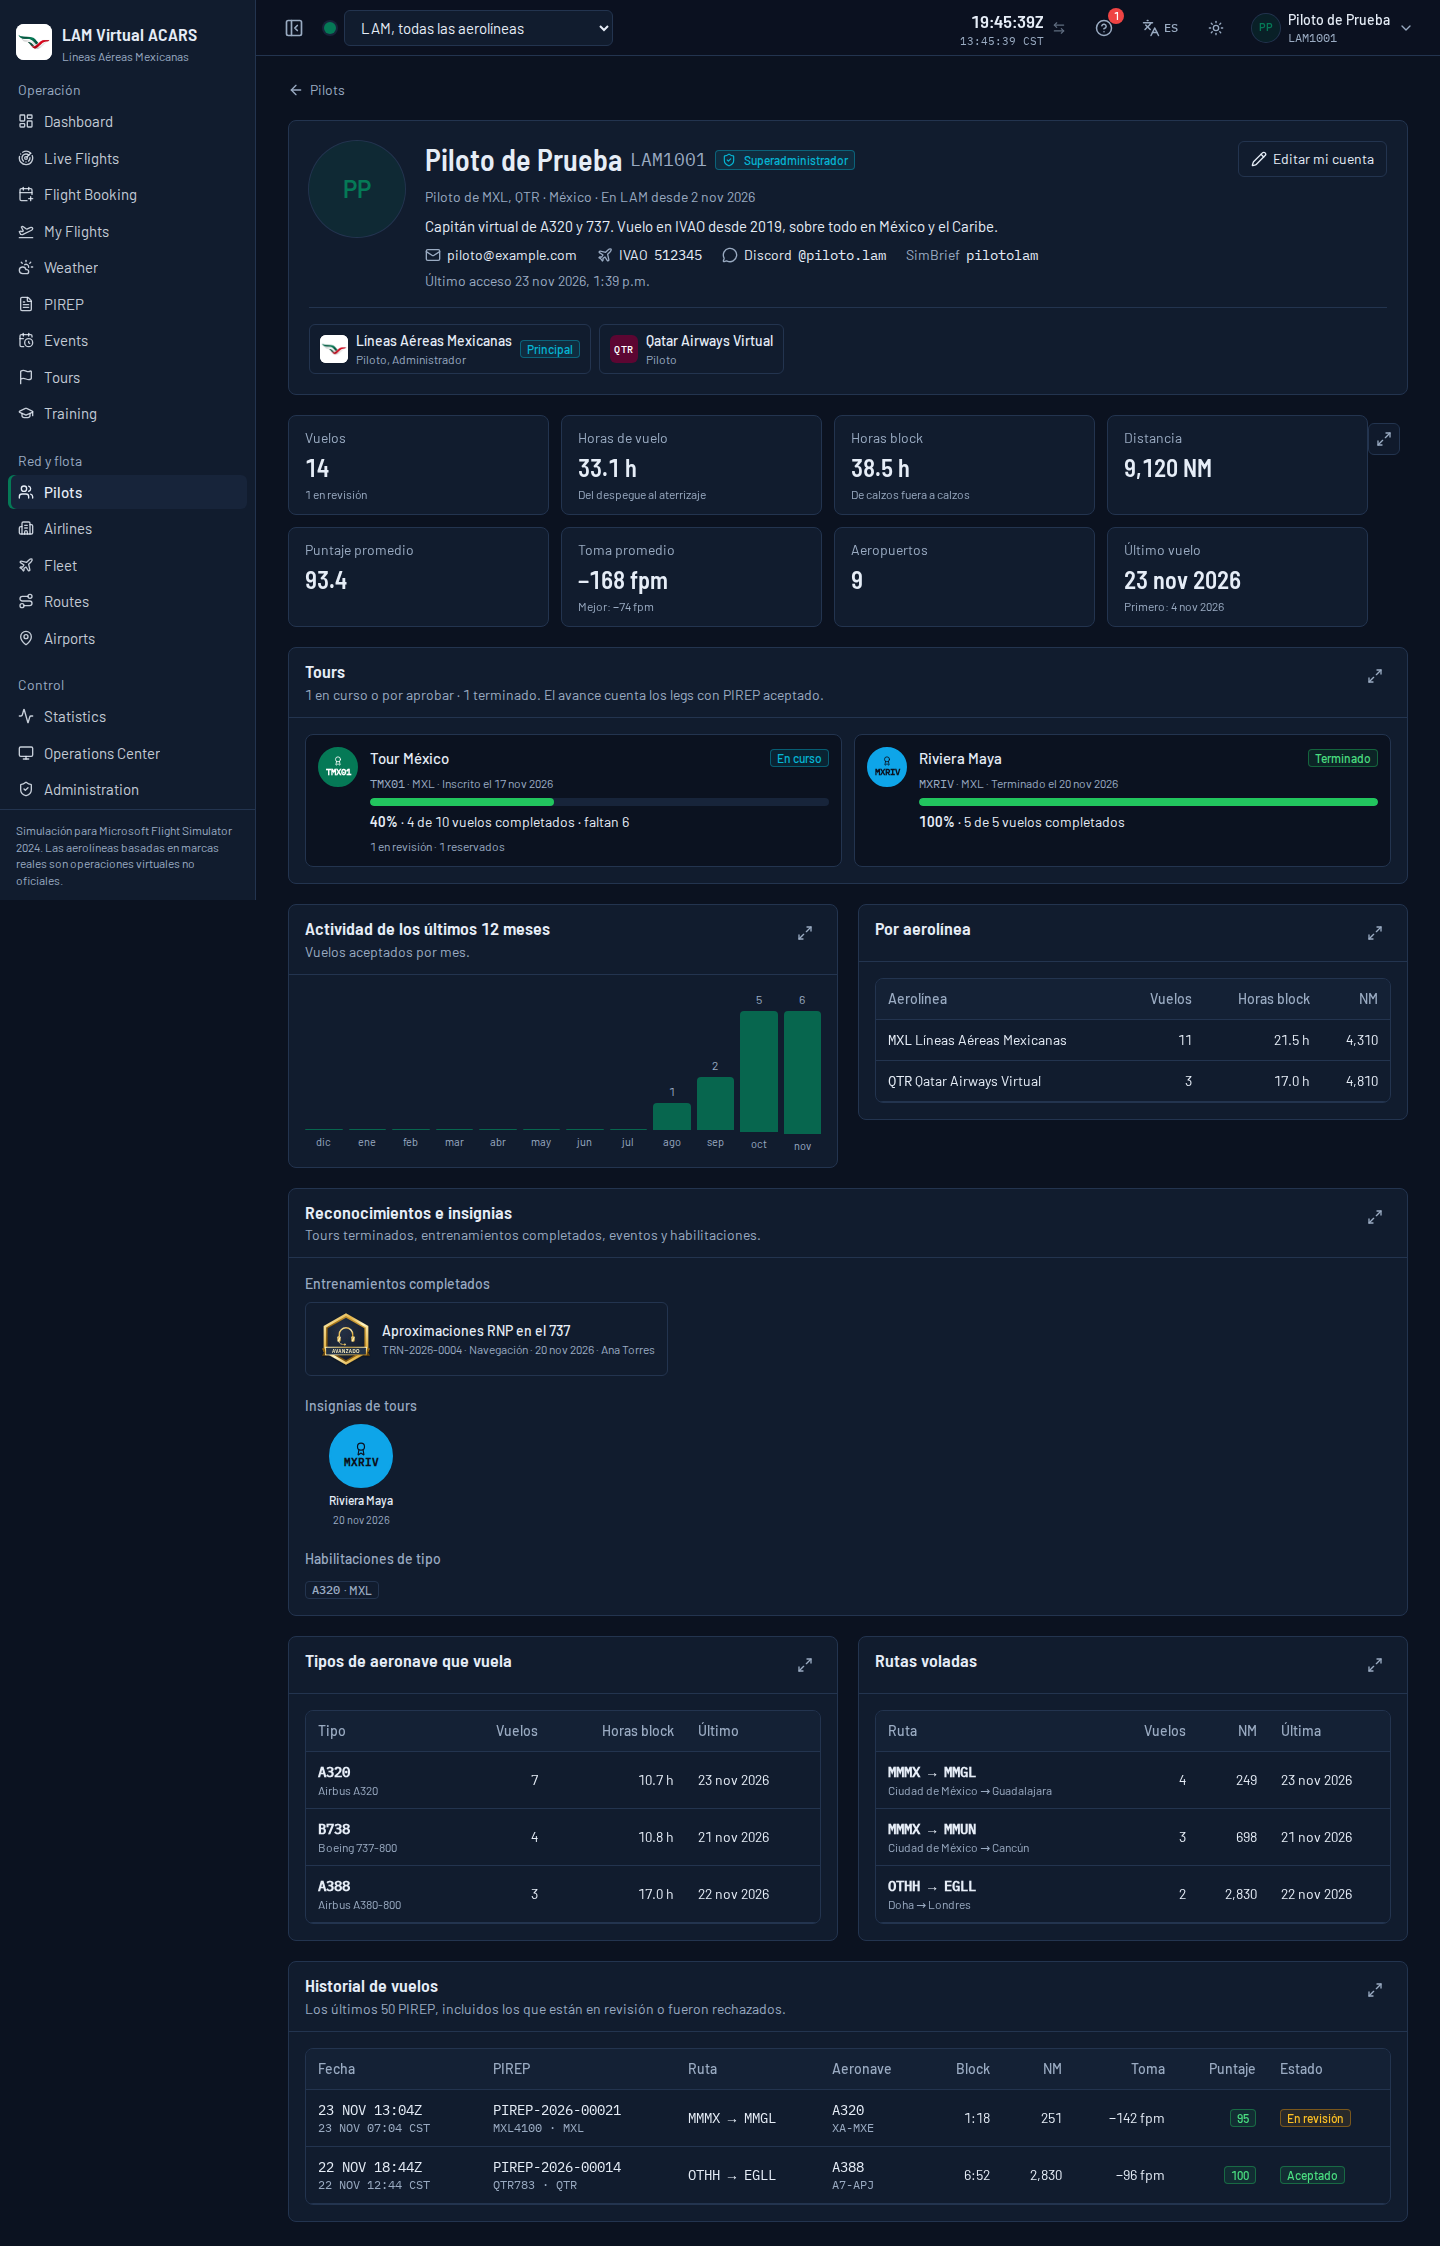 LAM Virtual ACARS
Líneas Aéreas Mexicanas
Operación
Dashboard
Live Flights
Flight Booking
My Flights
Weather
PIREP
Events
Tours
Training
Red y flota
Pilots
Airlines
Fleet
Routes
Airports
Control
Statistics
Operations Center
Administration
Simulación para Microsoft Flight Simulator
2024. Las aerolíneas basadas en marcas
reales son operaciones virtuales no
oficiales.
LAM, todas las aerolíneas
19:45:39Z
13:45:39 CST
1
ES
PP
Piloto de Prueba
LAM1001
Pilots
PP
Piloto de Prueba LAM1001 Superadministrador
Editar mi cuenta
Piloto de MXL, QTR · México · En LAM desde 2 nov 2026
Capitán virtual de A320 y 737. Vuelo en IVAO desde 2019, sobre todo en México y el Caribe.
piloto@example.com IVAO 512345 Discord @piloto.lam SimBrief pilotolam
Último acceso 23 nov 2026, 1:39 p.m.
Líneas Aéreas Mexicanas
Piloto, Administrador
Principal
QTR
Qatar Airways Virtual
Piloto
Vuelos
14
1 en revisión
Horas de vuelo
33.1 h
Del despegue al aterrizaje
Horas block
38.5 h
De calzos fuera a calzos
Distancia
9,120 NM
Puntaje promedio
93.4
Toma promedio
−168 fpm
Mejor: −74 fpm
Aeropuertos
9
Último vuelo
23 nov 2026
Primero: 4 nov 2026
Tours
1 en curso o por aprobar · 1 terminado. El avance cuenta los legs con PIREP aceptado.
TMX01
Tour México
En curso
TMX01 · MXL · Inscrito el 17 nov 2026
40% · 4 de 10 vuelos completados · faltan 6
1 en revisión · 1 reservados
MXRIV
Riviera Maya
Terminado
MXRIV · MXL · Terminado el 20 nov 2026
100% · 5 de 5 vuelos completados
Actividad de los últimos 12 meses
Vuelos aceptados por mes.
1 2 5 6
dic ene feb mar abr may jun jul ago sep oct nov
Por aerolínea
Aerolínea Vuelos Horas block NM
MXL Líneas Aéreas Mexicanas 11 21.5 h 4,310
QTR Qatar Airways Virtual 3 17.0 h 4,810
Reconocimientos e insignias
Tours terminados, entrenamientos completados, eventos y habilitaciones.
Entrenamientos completados
AVANZADO
Aproximaciones RNP en el 737
TRN-2026-0004 · Navegación · 20 nov 2026 · Ana Torres
Insignias de tours
MXRIV
Riviera Maya
20 nov 2026
Habilitaciones de tipo
A320 · MXL
Tipos de aeronave que vuela
Tipo Vuelos Horas block Último
A320 7 10.7 h 23 nov 2026
Airbus A320
B738 4 10.8 h 21 nov 2026
Boeing 737-800
A388 3 17.0 h 22 nov 2026
Airbus A380-800
Rutas voladas
Ruta Vuelos NM Última
MMMX → MMGL 4 249 23 nov 2026
Ciudad de México → Guadalajara
MMMX → MMUN 3 698 21 nov 2026
Ciudad de México → Cancún
OTHH → EGLL 2 2,830 22 nov 2026
Doha → Londres
Historial de vuelos
Los últimos 50 PIREP, incluidos los que están en revisión o fueron rechazados.
Fecha PIREP Ruta Aeronave Block NM Toma Puntaje Estado
23 NOV 13:04Z PIREP-2026-00021 MMMX → MMGL A320 1:18 251 −142 fpm 95 En revisión
23 NOV 07:04 CST MXL4100 · MXL XA-MXE
22 NOV 18:44Z PIREP-2026-00014 OTHH → EGLL A388 6:52 2,830 −96 fpm 100 Aceptado
22 NOV 12:44 CST QTR783 · QTR A7-APJ